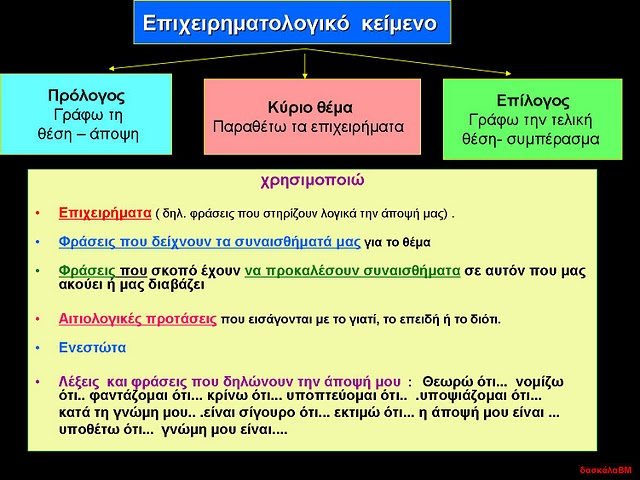 Επιχειρηματολογικό κείμενο
Πρόλογος
Γράφω τη
θέση – άποψη
Κύριο θέμα
Παραθέτω τα επιχειρήματα
Επίλογος
Γράφω την τελική
θέση- συμπέρασμα
χρησιμοποιώ
• Επιχειρήματα ( δηλ. φράσεις που στηρίζουν λογικά την άποψή μας) .
• Φράσεις που δείχνουν τα συναισθήματά μας για το θέμα
• Φράσεις που σκοπό έχουν να προκαλέσουν συναισθήματα σε αυτόν που μας
ακούει ή μας διαβάζει
• Αιτιολογικές προτάσεις που εισάγονται με το γιατί, το επειδή ή το διότι.
• Ενεστώτα
• Λέξεις και φράσεις που δηλώνουν την άποψή μου : Θεωρώ ότι... νομίζω
ότι.. φαντάζομαι ότι... κρίνω ότι... υποπτεύομαι ότι.. .υποψιάζομαι ότι...
κατά τη γνώμη μου.. .είναι σίγουρο ότι... εκτιμώ ότι... η άποψή μου είναι ...
υποθέτω ότι... γνώμη μου είναι....
δασκάλαΒΜ